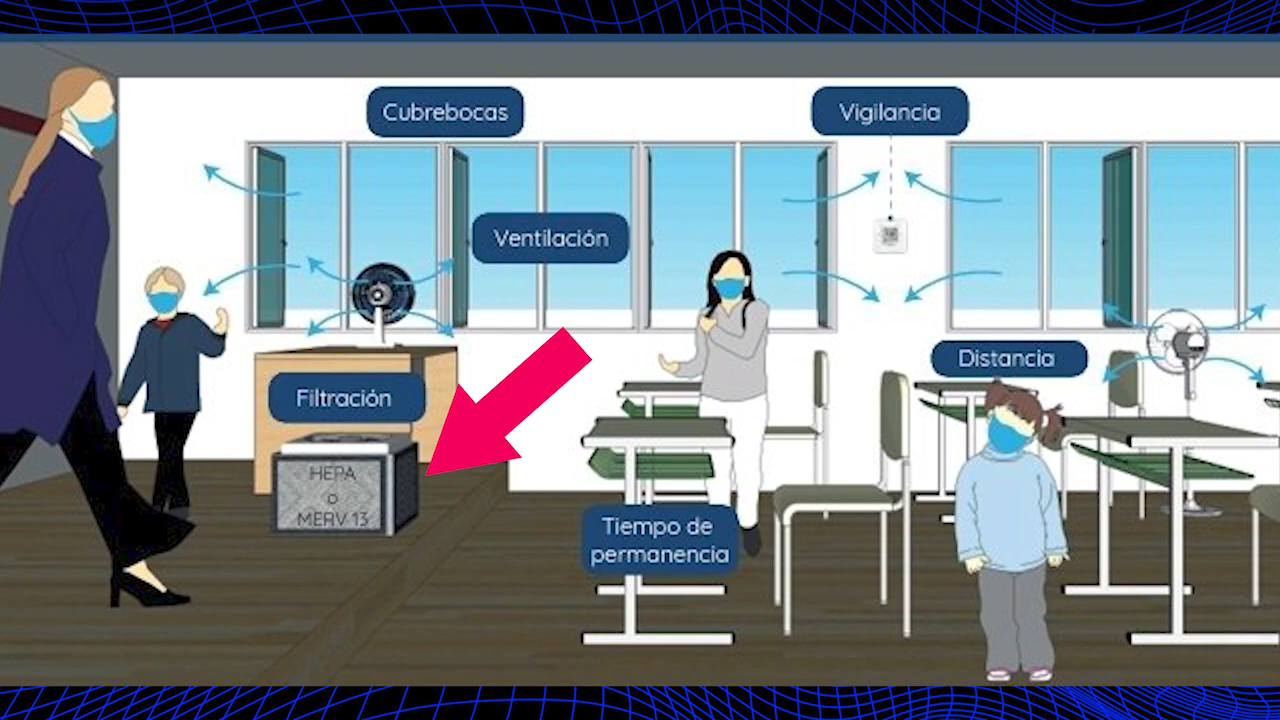 Cubrebocas
Vigilancia
Ventilación
Distancia
Filtración
HEPA
o
MERV 13
Tiempo de
permanencia